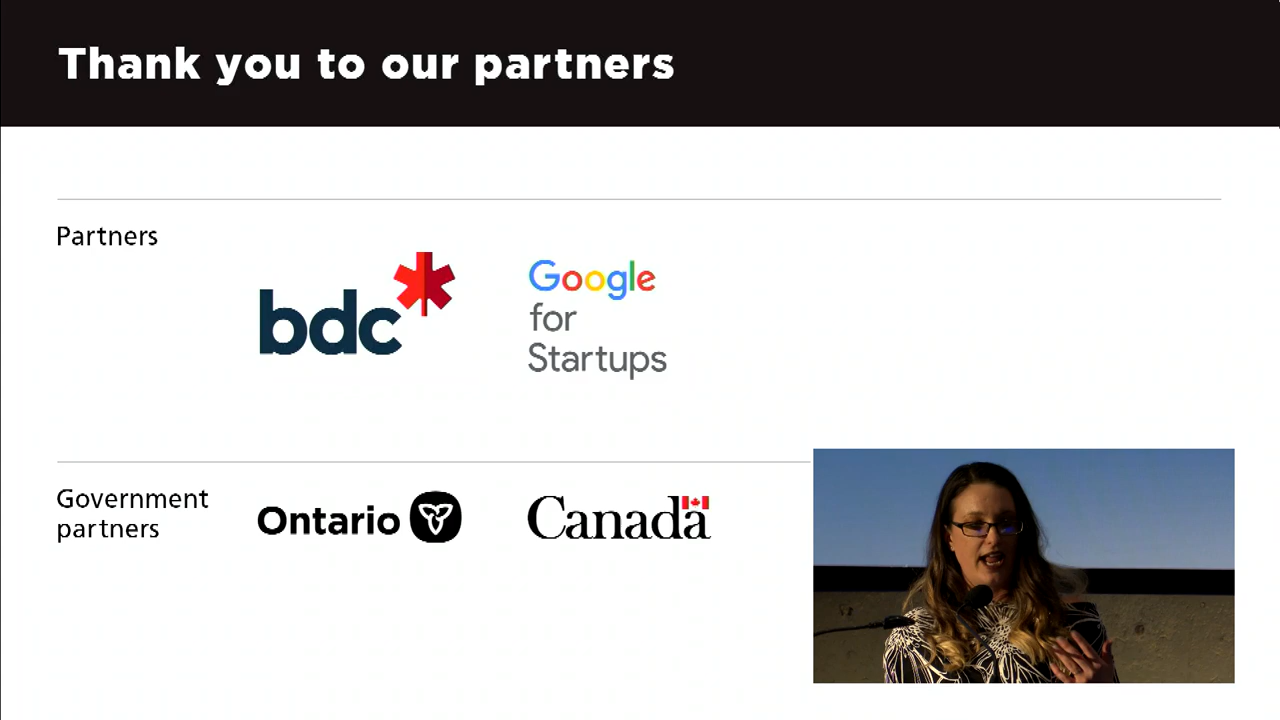 Thank you to our partners
Partners
bdc
Google
for
Startups
Government
partners
Ontario
Canada